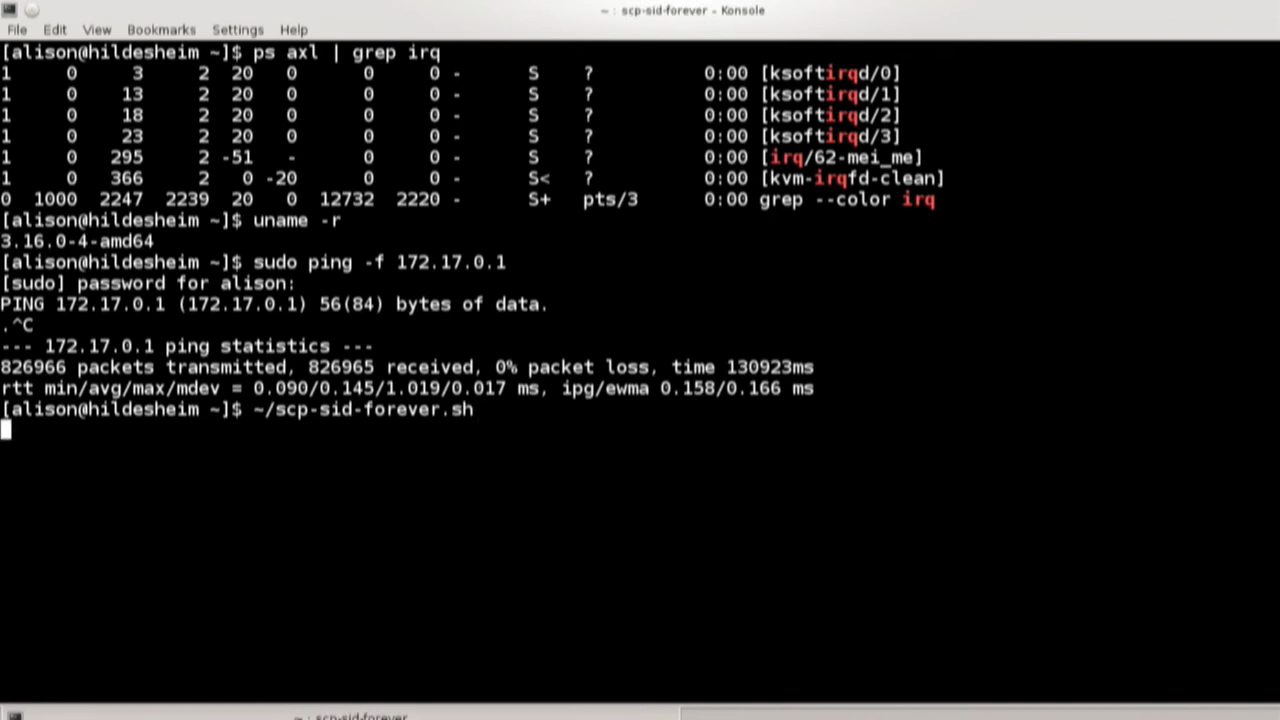 ~ : scp-sid-forever – Konsole
File Edit View Bookmarks Settings Help
[alison@hildesheim ~]$ ps axl | grep irq
1 0 3 2 20 0 0 0 - S ? 0:00 [ksoftirqd/0]
1 0 13 2 20 0 0 0 - S ? 0:00 [ksoftirqd/1]
1 0 18 2 20 0 0 0 - S ? 0:00 [ksoftirqd/2]
1 0 23 2 20 0 0 0 - S ? 0:00 [ksoftirqd/3]
1 0 295 2 -51 - 0 0 - S ? 0:00 [irq/62-mei_me]
1 0 366 2 0 -20 0 0 - S< ? 0:00 [kvm-irqfd-clean]
0 1000 2247 2239 20 0 12732 2220 - S+ pts/3 0:00 grep --color irq
[alison@hildesheim ~]$ uname -r
3.16.0-4-amd64
[alison@hildesheim ~]$ sudo ping -f 172.17.0.1
[sudo] password for alison:
PING 172.17.0.1 (172.17.0.1) 56(84) bytes of data.
.^C
--- 172.17.0.1 ping statistics ---
826966 packets transmitted, 826965 received, 0% packet loss, time 130923ms
rtt min/avg/max/mdev = 0.090/0.145/1.019/0.017 ms, ipg/ewma 0.158/0.166 ms
[alison@hildesheim ~]$ ~/scp-sid-forever.sh
~ : scp-sid-forever